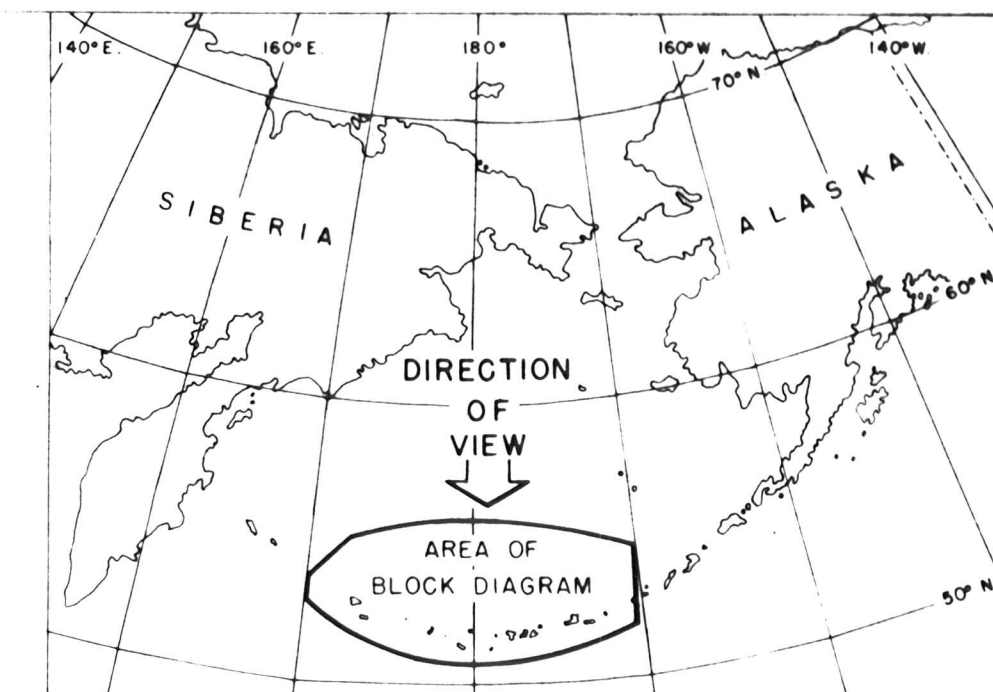 140° E.
160° E.
180°
160° W
140° W.
70° N
SIBERIA
ALASKA
60° N
DIRECTION
OF
VIEW
AREA OF
BLOCK DIAGRAM
50° N